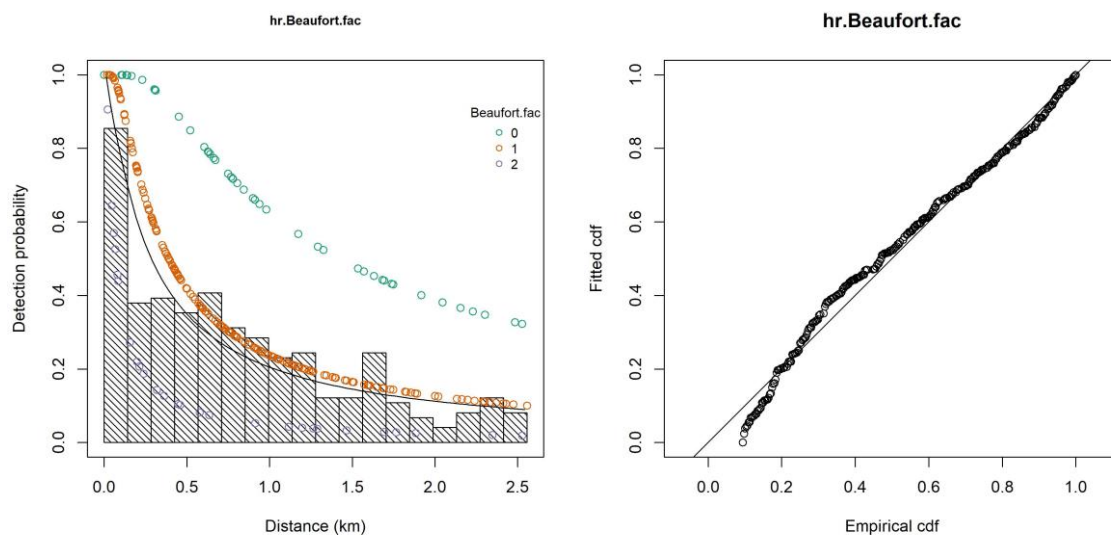 hr.Beaufort.fac
Detection probability
0.0 0.2 0.4 0.6 0.8 1.0
Beaufort.fac
0
1
2
0.0 0.5 1.0 1.5 2.0 2.5
Distance (km)
hr.Beaufort.fac
Fitted cdf
0.0 0.2 0.4 0.6 0.8 1.0
0.0 0.2 0.4 0.6 0.8 1.0
Empirical cdf